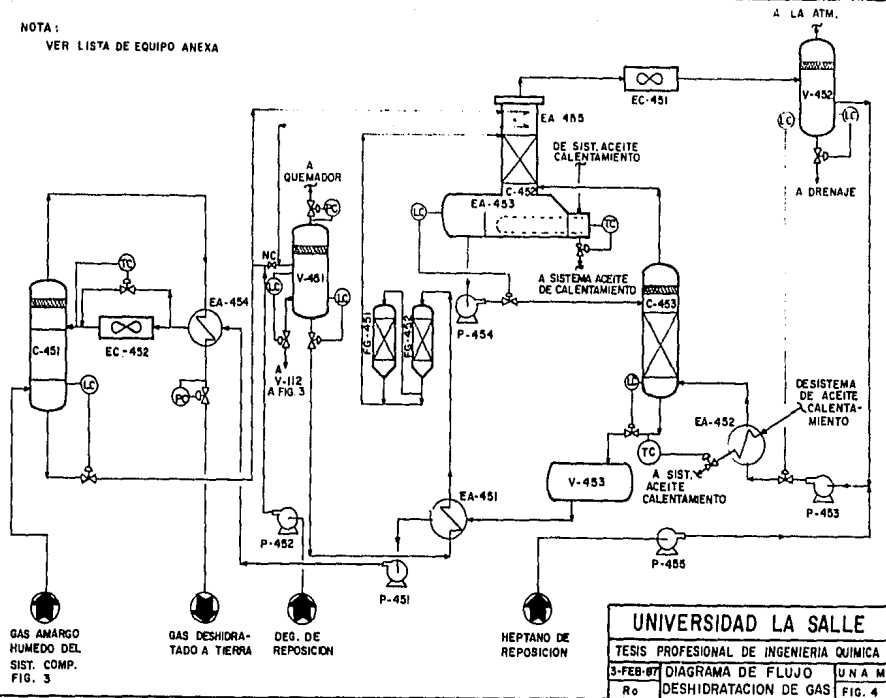 NOTA:
VER LISTA DE EQUIPO ANEXA
A LA ATM.
V-452
EC-451
LC
LC
A DRENAJE
EA-455
DE SIST. ACEITE
CALENTAMIENTO
C-452
EA-453
LC
TC
A SISTEMA ACEITE
DE CALENTAMIENTO
P-454
C-453
A
QUEMADOR
PC
NC
V-451
LC
LC
A
V-112
A FIG. 3
FG-451
FG-452
TC
EA-454
C-451
EC-452
LC
PC
LC
TC
EA-452
DE SISTEMA
DE ACEITE
CALENTA-
MIENTO
A SIST.
ACEITE
CALENTAMIENTO
P-453
V-453
EA-451
P-452
P-451
P-455
GAS AMARGO
HUMEDO DEL
SIST. COMP.
FIG. 3
GAS DESHIDRA-
TADO A TIERRA
DEG. DE
REPOSICION
HEPTANO DE
REPOSICION
UNIVERSIDAD LA SALLE
TESIS PROFESIONAL DE INGENIERIA QUIMICA
3-FEB-87
DIAGRAMA DE FLUJO
U N A M
Ro
DESHIDRATACION DE GAS
FIG. 4